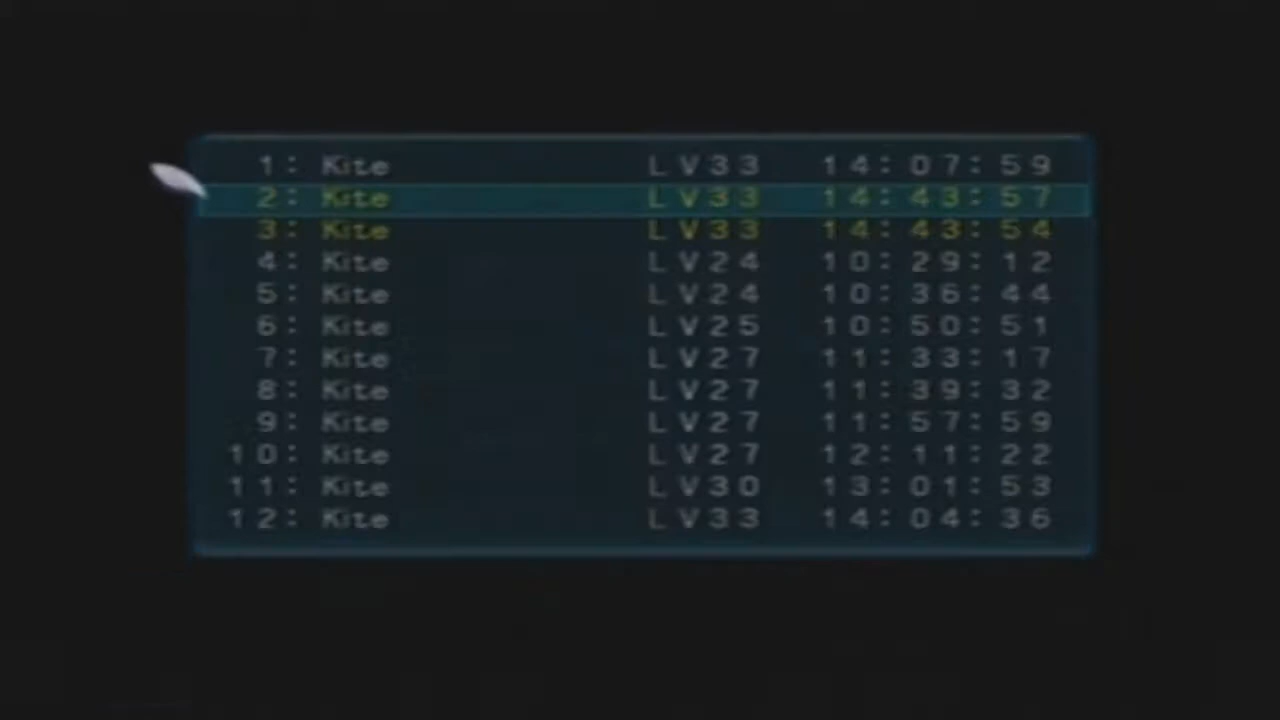 1: Kite LV33 14:07:59
2: Kite LV33 14:43:57
3: Kite LV33 14:43:54
4: Kite LV24 10:29:12
5: Kite LV24 10:36:44
6: Kite LV25 10:50:51
7: Kite LV27 11:33:17
8: Kite LV27 11:39:32
9: Kite LV27 11:57:59
10: Kite LV27 12:11:22
11: Kite LV30 13:01:53
12: Kite LV33 14:04:36